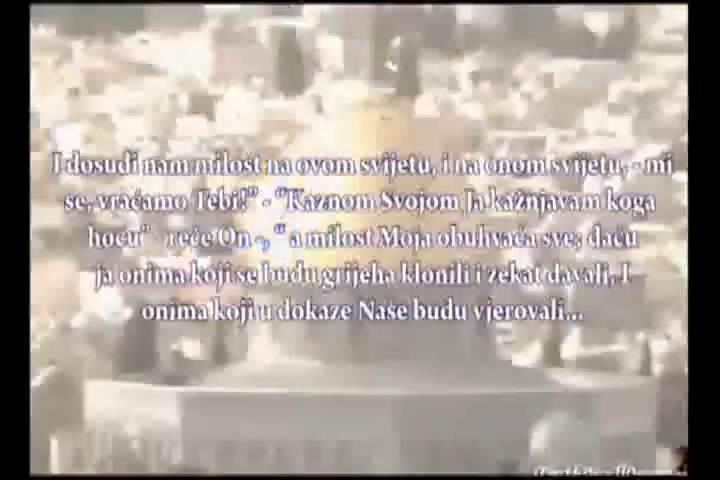 I dosudi nam milost na ovom svijetu, i na onom svijetu, - mi
se, vraćamo Tebi!" - "Kaznom Svojom Ja kažnjavam koga
hoću" - reče On -, " a milost Moja obuhvaća sve; daću
ja onima koji se budu grijeha klonili i zekat davali, I
onima koji u dokaze Naše budu vjerovali...